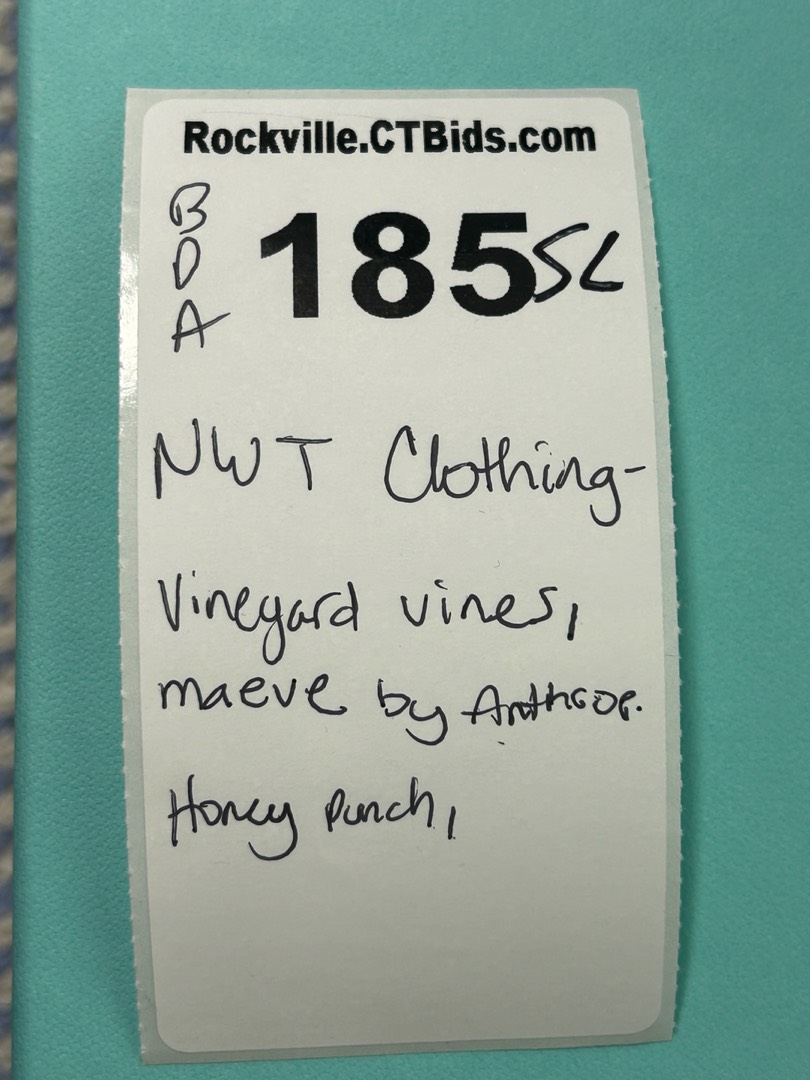 Rockville.CTBids.com
B
D
A
185SL
NWT Clothing-
Vineyard vines,
maeve by Anthrop.
Honey Punch,